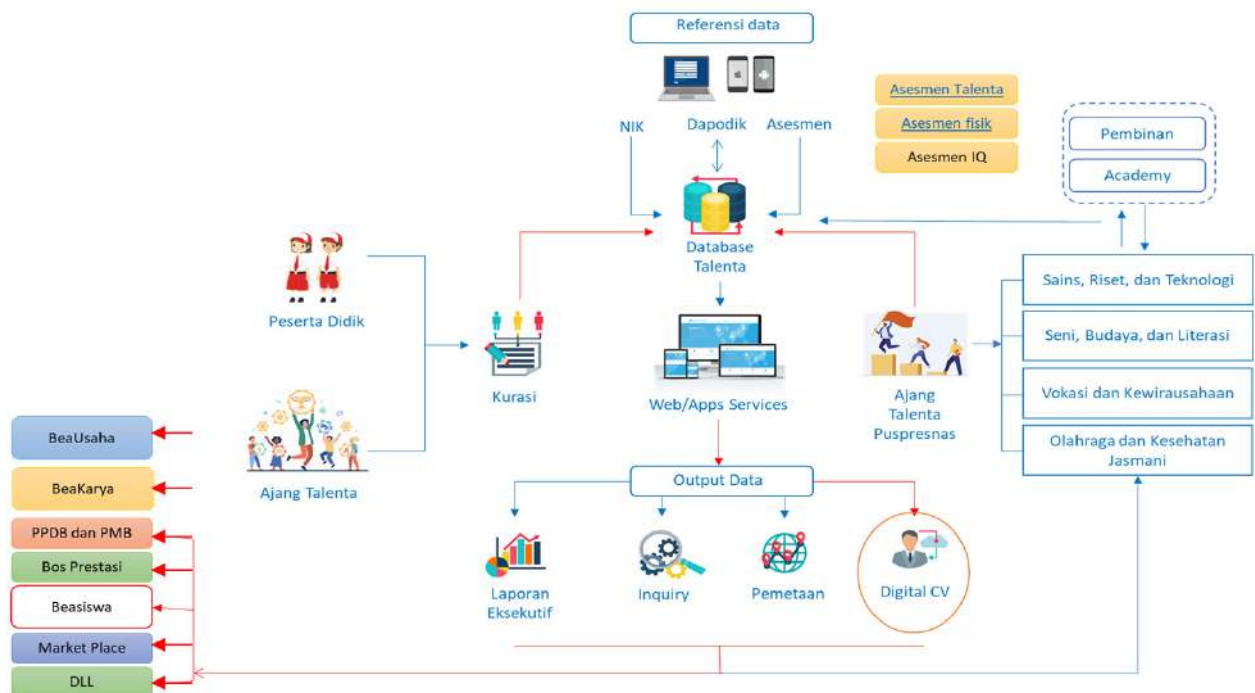 Referensi data
NIK
Dapodik
Asesmen
Asesmen Talenta
Asesmen fisik
Asesmen IQ
Pembinan
Academy
Database
Talenta
Peserta Didik
Kurasi
Web/Apps Services
Ajang
Talenta
Puspresnas
Sains, Riset, dan Teknologi
Seni, Budaya, dan Literasi
Vokasi dan Kewirausahaan
Olahraga dan Kesehatan
Jasmani
Ajang Talenta
BeaUsaha
BeaKarya
PPDB dan PMB
Bos Prestasi
Beasiswa
Market Place
DLL
Output Data
Laporan
Eksekutif
Inquiry
Pemetaan
Digital CV